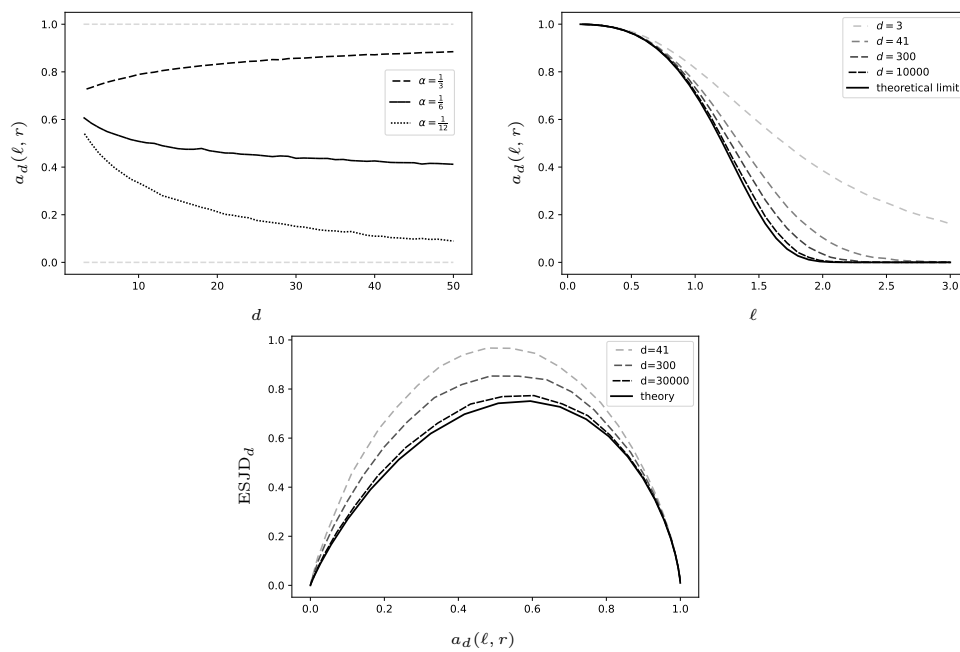 1.0
0.8
0.6
0.4
0.2
0.0
a_d(ℓ, r)
α = 1/3
α = 1/6
α = 1/12
10 20 30 40 50
d
1.0
0.8
0.6
0.4
0.2
0.0
a_d(ℓ, r)
d = 3
d = 41
d = 300
d = 10000
theoretical limit
0.0 0.5 1.0 1.5 2.0 2.5 3.0
ℓ
1.0
0.8
0.6
0.4
0.2
0.0
ESJD_d
d=41
d=300
d=30000
theory
0.0 0.2 0.4 0.6 0.8 1.0
a_d(ℓ, r)